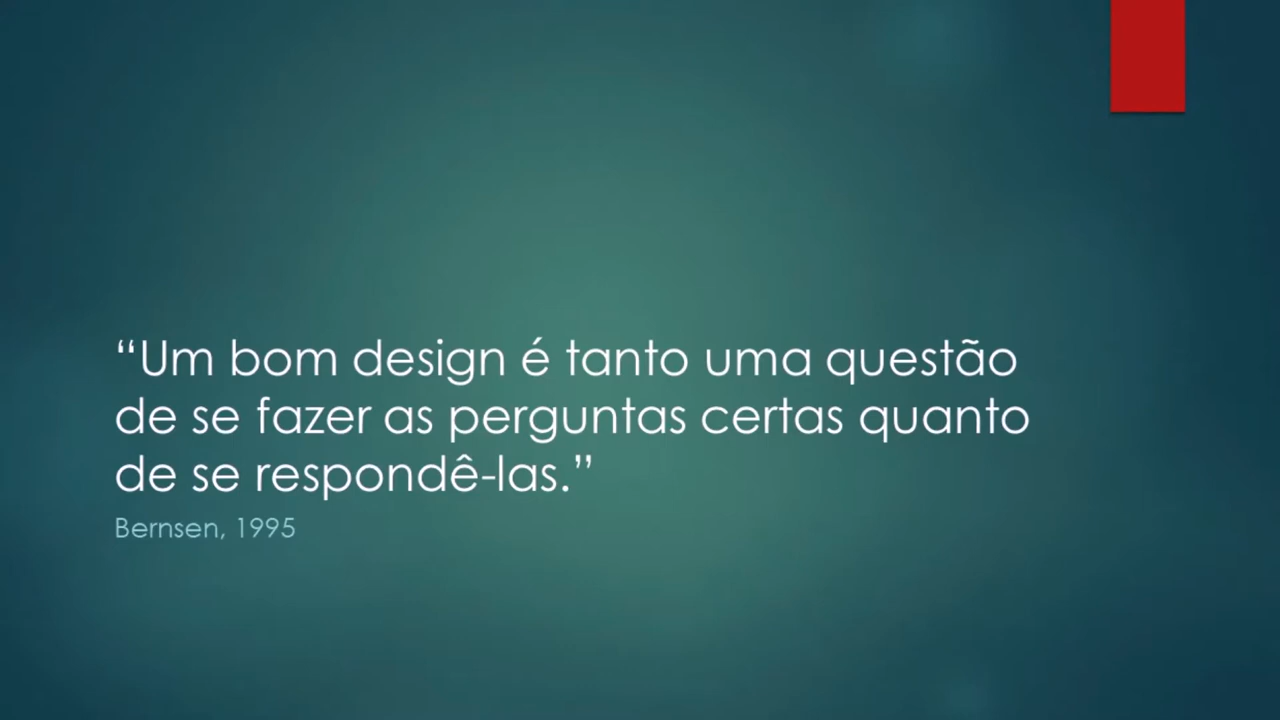 “Um bom design é tanto uma questão
de se fazer as perguntas certas quanto
de se respondê-las.”
Bernsen, 1995